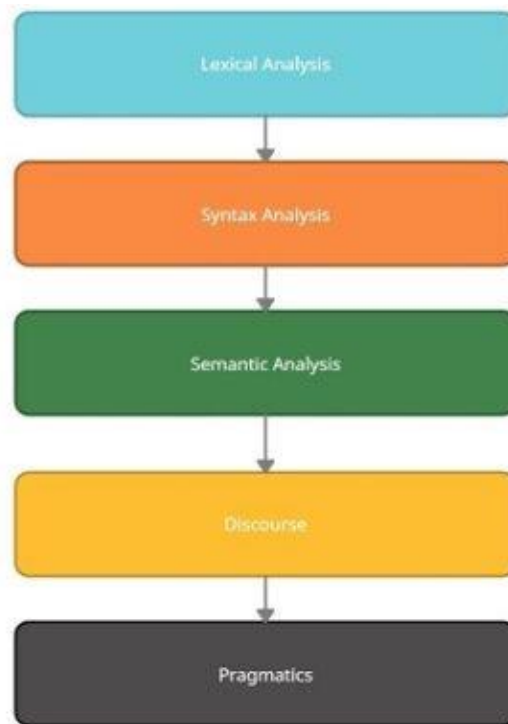 Lexical Analysis
Syntax Analysis
Semantic Analysis
Discourse
Pragmatics